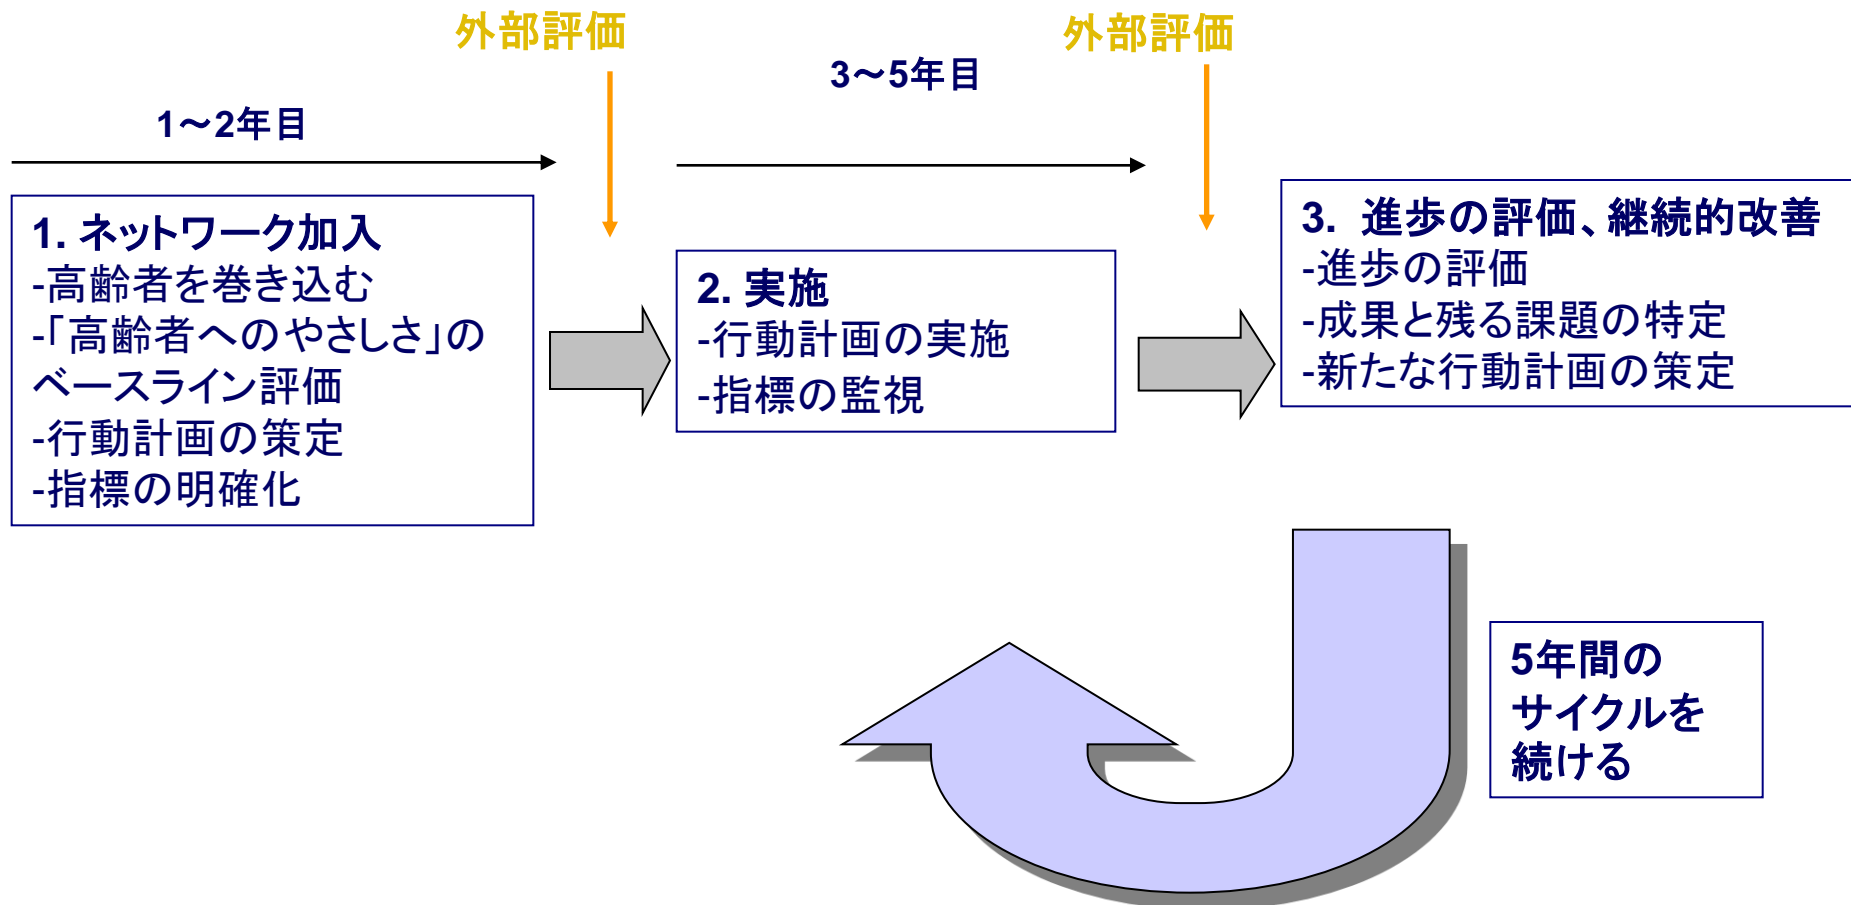 外部評価
外部評価
3～5年目
1～2年目
1. ネットワーク加入
-高齢者を巻き込む
-「高齢者へのやさしさ」の
ベースライン評価
-行動計画の策定
-指標の明確化
2. 実施
-行動計画の実施
-指標の監視
3. 進歩の評価、継続的改善
-進歩の評価
-成果と残る課題の特定
-新たな行動計画の策定
5年間の
サイクルを
続ける